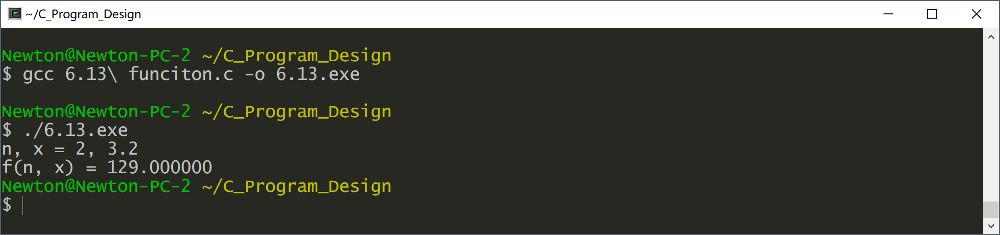 ~/C_Program_Design
Newton@Newton-PC-2 ~/C_Program_Design
$ gcc 6.13\ funciton.c -o 6.13.exe
Newton@Newton-PC-2 ~/C_Program_Design
$ ./6.13.exe
n, x = 2, 3.2
f(n, x) = 129.000000
Newton@Newton-PC-2 ~/C_Program_Design
$